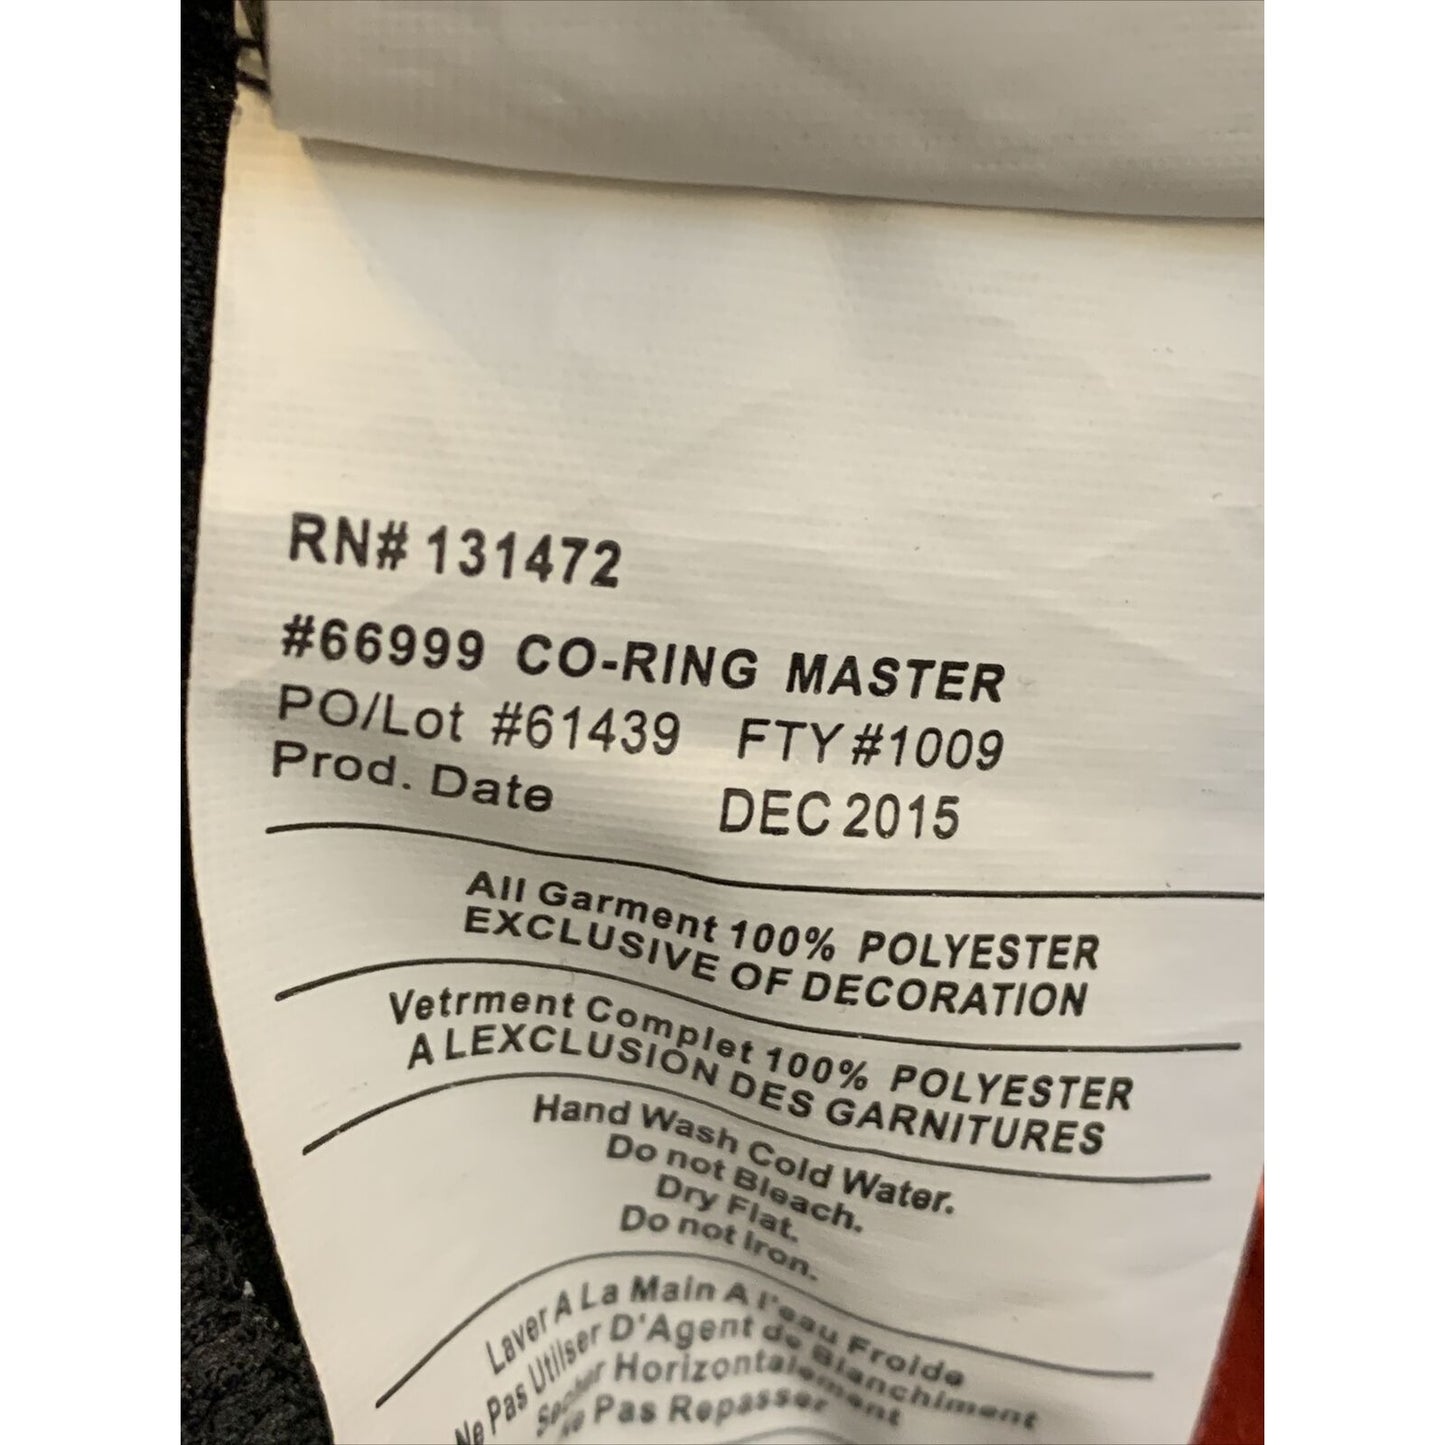 RN# 131472
#66999 CO-RING MASTER
PO/Lot #61439 FTY #1009
Prod. Date DEC 2015
All Garment 100% POLYESTER
EXCLUSIVE OF DECORATION
Vetrment Complet 100% POLYESTER
A LEXCLUSION DES GARNITURES
Hand Wash Cold Water.
Do not Bleach.
Dry Flat.
Do not Iron.
Laver A La Main A l'eau Froide
Ne Pas Utilser D'Agent de Blanchiment
Secher Horizontalement
Ne Pas Repasser